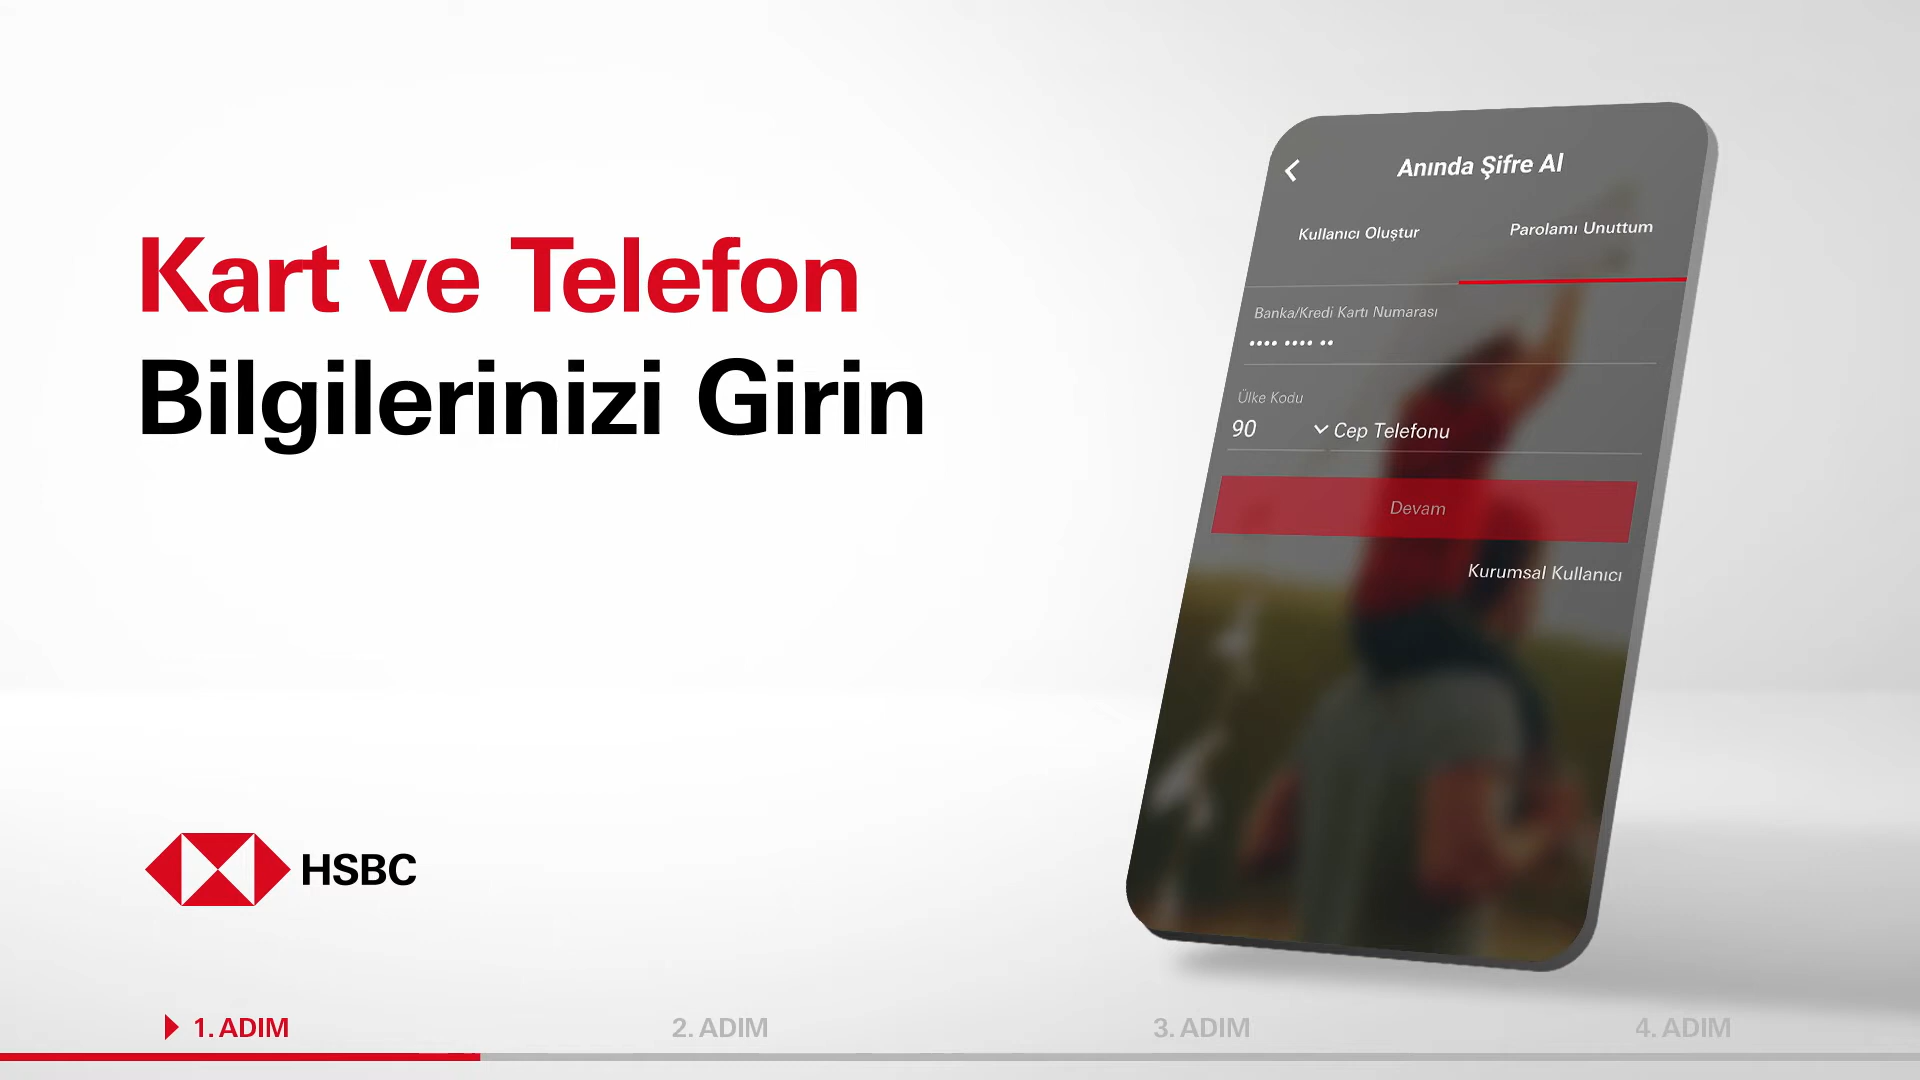 Kart ve Telefon
Bilgilerinizi Girin
Anında Şifre Al
Kullanıcı Oluştur
Parolamı Unuttum
Banka/Kredi Kartı Numarası
•••• •••• ••
Ülke Kodu
90
Cep Telefonu
Devam
Kurumsal Kullanıcı
HSBC
1. ADIM
2. ADIM
3. ADIM
4. ADIM